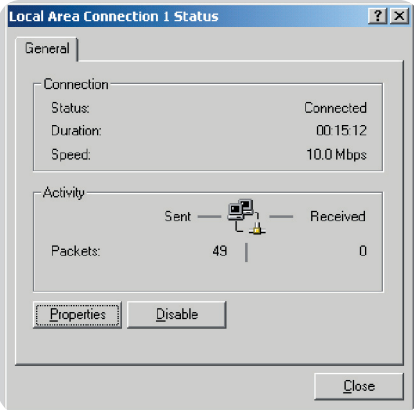 Local Area Connection 1 Status
General
Connection
Status: Connected
Duration: 00:15:12
Speed: 10.0 Mbps
Activity
Sent Received
Packets: 49 0
Properties Disable
Close